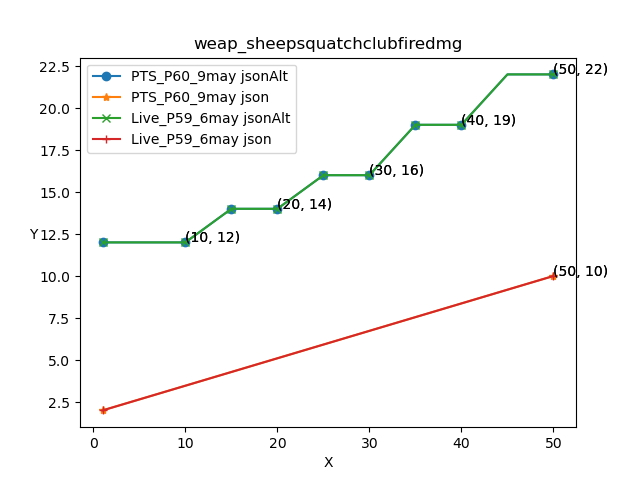 weap_sheepsquatchclubfiredmg
PTS_P60_9may jsonAlt
PTS_P60_9may json
Live_P59_6may jsonAlt
Live_P59_6may json
(50, 22)
(40, 19)
(30, 16)
(20, 14)
(10, 12)
(50, 10)
Y
22.5
20.0
17.5
15.0
12.5
10.0
7.5
5.0
2.5
0 10 20 30 40 50
X